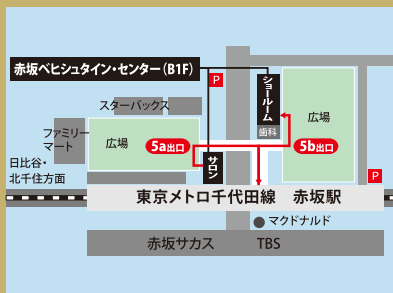 赤坂ベヒシュタイン・センター(B1F)
P
ショールーム
スターバックス
広場
ファミリー
マート
広場
5a出口
歯科
5b出口
日比谷・
北千住方面
サロン
P
東京メトロ千代田線 赤坂駅
マクドナルド
赤坂サカス TBS